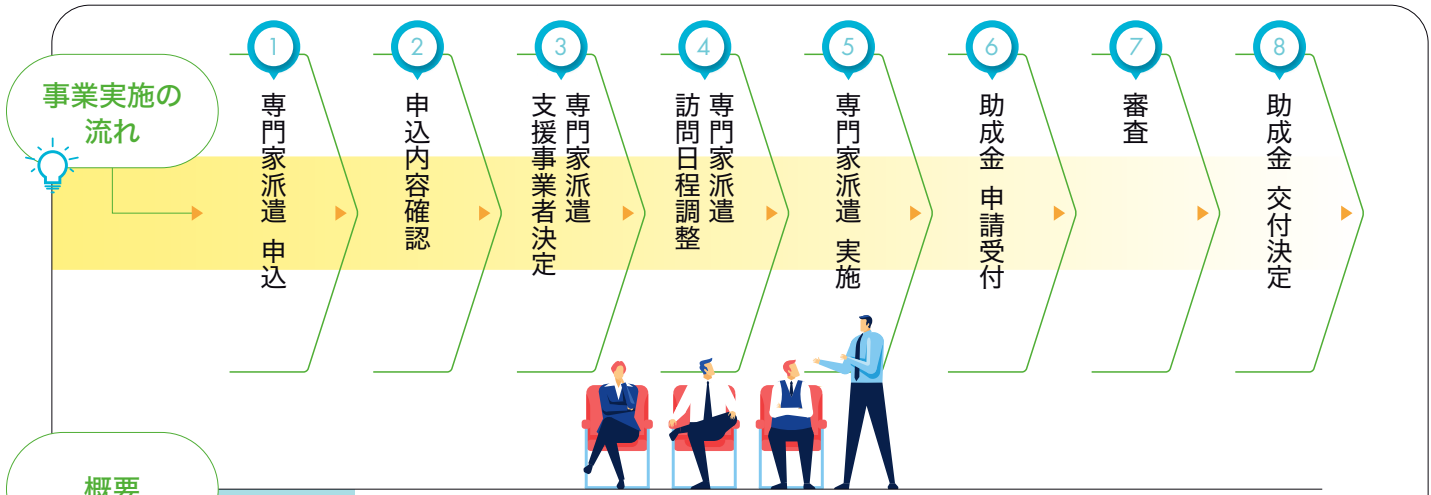 事業実施の
流れ
1
専門家派遣 申込
2
申込内容確認
3
専門家派遣
支援事業者決定
4
専門家派遣
訪問日程調整
5
専門家派遣 実施
6
助成金 申請受付
7
審査
8
助成金 交付決定
概要